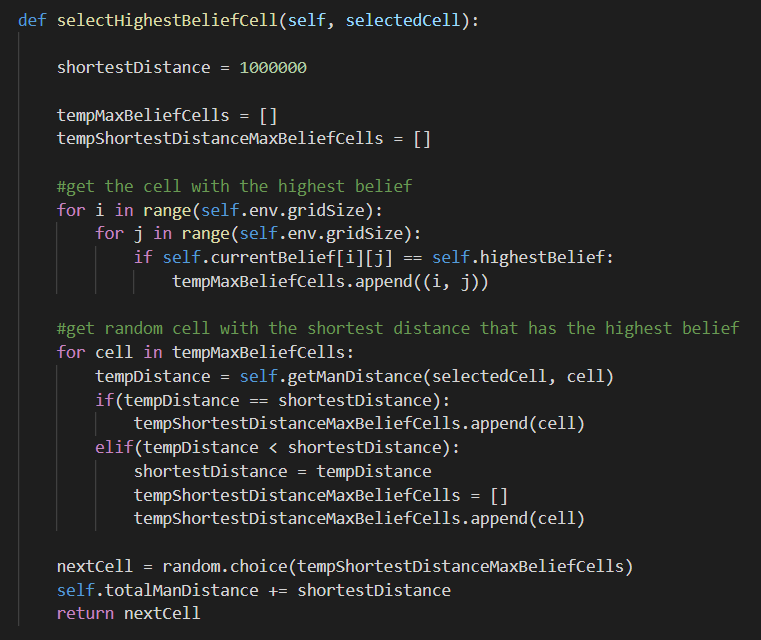 def selectHighestBeliefCell(self, selectedCell):
shortestDistance = 1000000
tempMaxBeliefCells = []
tempShortestDistanceMaxBeliefCells = []
#get the cell with the highest belief
for i in range(self.env.gridSize):
for j in range(self.env.gridSize):
if self.currentBelief[i][j] == self.highestBelief:
tempMaxBeliefCells.append((i, j))
#get random cell with the shortest distance that has the highest belief
for cell in tempMaxBeliefCells:
tempDistance = self.getManDistance(selectedCell, cell)
if(tempDistance == shortestDistance):
tempShortestDistanceMaxBeliefCells.append(cell)
elif(tempDistance < shortestDistance):
shortestDistance = tempDistance
tempShortestDistanceMaxBeliefCells = []
tempShortestDistanceMaxBeliefCells.append(cell)
nextCell = random.choice(tempShortestDistanceMaxBeliefCells)
self.totalManDistance += shortestDistance
return nextCell